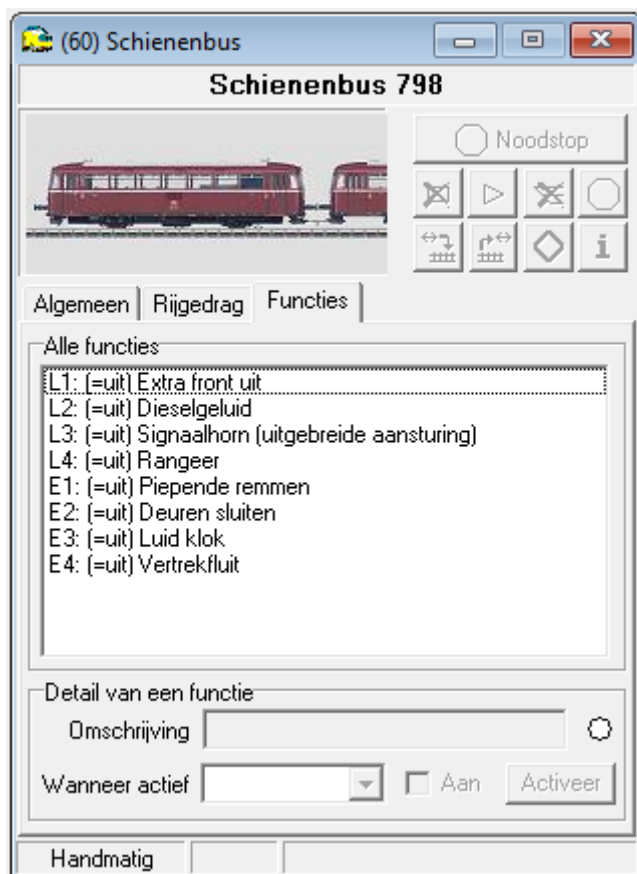 (60) Schienenbus
Schienenbus 798
Noodstop
Algemeen Rijgedrag Functies
Alle functies
L1: (=uit) Extra front uit
L2: (=uit) Dieselgeluid
L3: (=uit) Signaalhorn (uitgebreide aansturing)
L4: (=uit) Rangeer
E1: (=uit) Piepende remmen
E2: (=uit) Deuren sluiten
E3: (=uit) Luid klok
E4: (=uit) Vertrekfluit
Detail van een functie
Omschrijving
Wanneer actief Aan Activeer
Handmatig